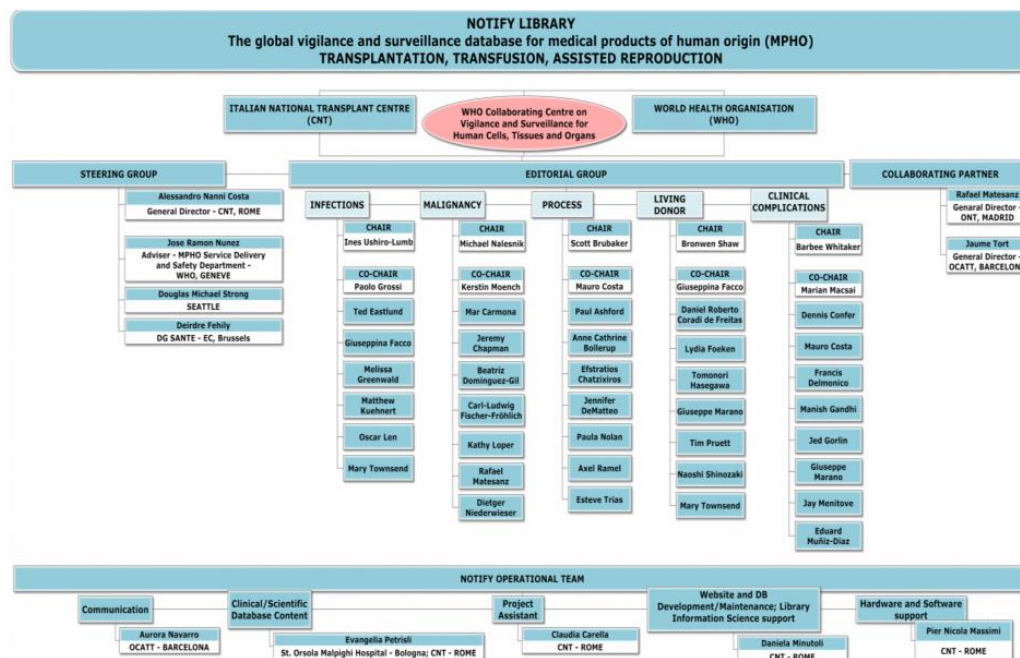 NOTIFY LIBRARY
The global vigilance and surveillance database for medical products of human origin (MPHO)
TRANSPLANTATION, TRANSFUSION, ASSISTED REPRODUCTION
ITALIAN NATIONAL TRANSPLANT CENTRE
(CNT)
WHO Collaborating Centre on
Vigilance and Surveillance for
Human Cells, Tissues and Organs
WORLD HEALTH ORGANISATION
(WHO)
STEERING GROUP
Alessandro Nanni Costa
General Director - CNT, ROME
Jose Ramon Nunez
Adviser - MPHO Service Delivery
and Safety Department -
WHO, GENEVE
Douglas Michael Strong
SEATTLE
Deirdre Fehily
DG SANTE - EC, Brussels
EDITORIAL GROUP
INFECTIONS
CHAIR
Ines Ushiro-Lumb
CO-CHAIR
Paolo Grossi
Ted Eastlund
Giuseppina Facco
Melissa
Greenwald
Matthew
Kuehnert
Oscar Len
Mary Townsend
MALIGNANCY
CHAIR
Michael Nalesnik
CO-CHAIR
Kerstin Moench
Mar Carmona
Jeremy
Chapman
Beatriz
Dominguez-Gil
Carl-Ludwig
Fischer-Fröhlich
Kathy Loper
Rafael
Matesanz
Dietger
Niederwieser
PROCESS
CHAIR
Scott Brubaker
CO-CHAIR
Mauro Costa
Paul Ashford
Anne Cathrine
Bollerup
Efstratios
Chatzixiros
Jennifer
DeMatteo
Paula Nolan
Axel Ramel
Esteve Trias
LIVING
DONOR
CHAIR
Bronwen Shaw
CO-CHAIR
Giuseppina Facco
Daniel Roberto
Coradi de Freitas
Lydia Foeken
Tomonori
Hasegawa
Giuseppe Marano
Tim Pruett
Naoshi Shinozaki
Mary Townsend
CLINICAL
COMPLICATIONS
CHAIR
Barbee Whitaker
CO-CHAIR
Marian Macsai
Dennis Confer
Mauro Costa
Francis
Delmonico
Manish Gandhi
Jed Gorlin
Giuseppe
Marano
Jay Menitove
Eduard
Muñiz-Diaz
COLLABORATING PARTNER
Rafael Matesanz
Genaral Director -
ONT, MADRID
Jaume Tort
General Director -
OCATT, BARCELON
NOTIFY OPERATIONAL TEAM
Communication
Aurora Navarro
OCATT - BARCELONA
Clinical/Scientific
Database Content
Evangelia Petrisli
St. Orsola Malpighi Hospital - Bologna; CNT - ROME
Project
Assistant
Claudia Carella
CNT - ROME
Website and DB
Development/Maintenance; Library
Information Science support
Daniela Minutoli
CNT - ROME
Hardware and Software
support
Pier Nicola Massimi
CNT - ROME